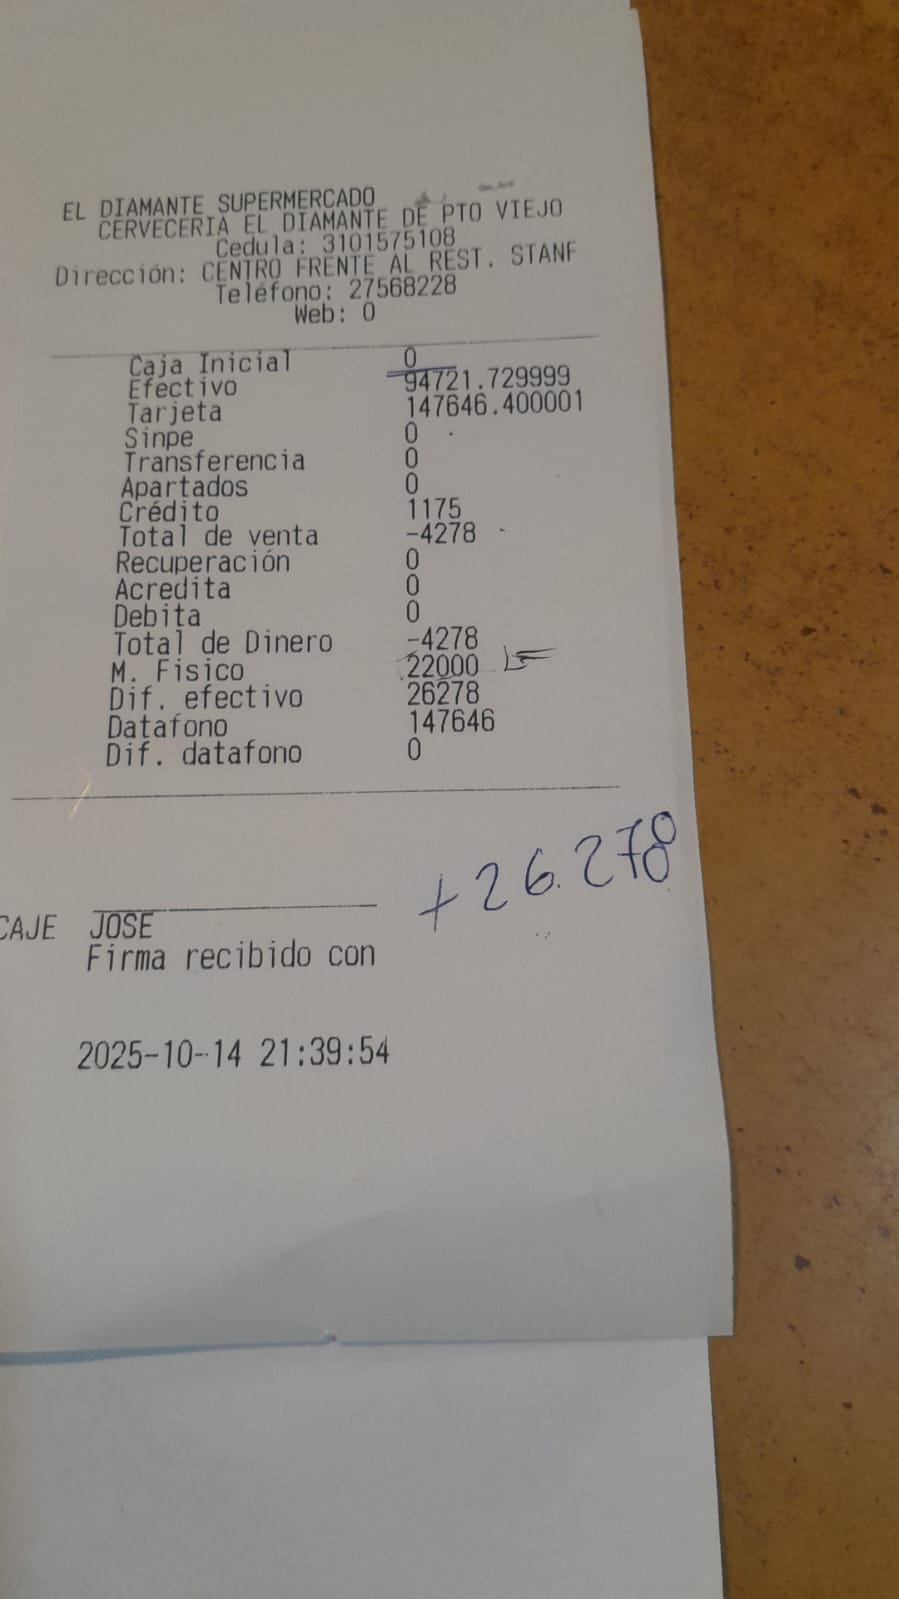 EL DIAMANTE SUPERMERCADO
CERVECERIA EL DIAMANTE DE PTO VIEJO
Cedula: 3101575108
Dirección: CENTRO FRENTE AL REST. STANF
Teléfono: 27568228
Web: 0
Caja Inicial 0
Efectivo 94721.729999
Tarjeta 147646.400001
Sinpe 0
Transferencia 0
Apartados 0
Crédito 1175
Total de venta -4278
Recuperación 0
Acredita 0
Debita 0
Total de Dinero -4278
M. Fisico 22000
Dif. efectivo 26278
Datafono 147646
Dif. datafono 0
+26.278
CAJE JOSE
Firma recibido con
2025-10-14 21:39:54